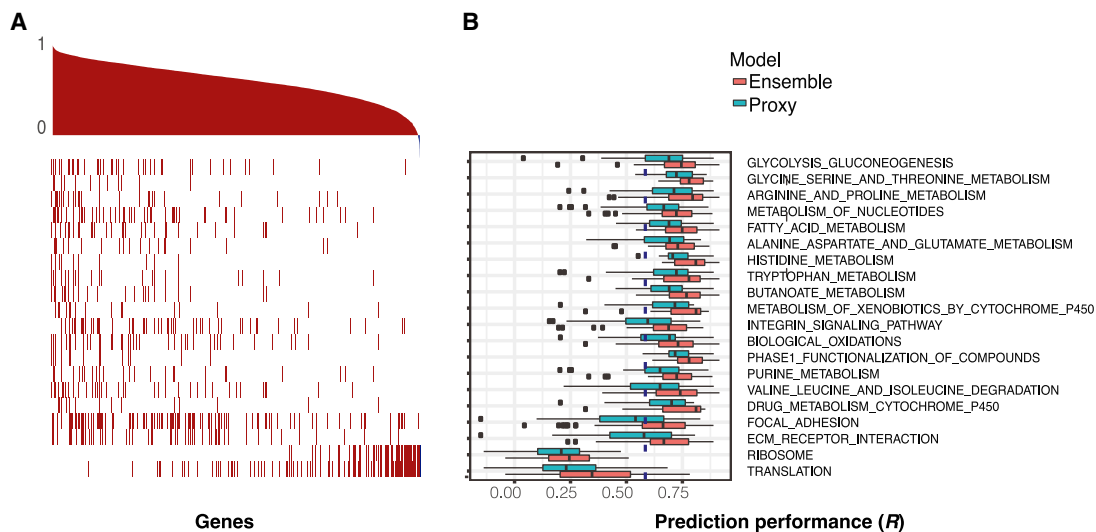 A
1
0
Genes
B
Model
Ensemble
Proxy
GLYCOLYSIS_GLUCONEOGENESIS
GLYCINE_SERINE_AND_THREONINE_METABOLISM
ARGININE_AND_PROLINE_METABOLISM
METABOLISM_OF_NUCLEOTIDES
FATTY_ACID_METABOLISM
ALANINE_ASPARTATE_AND_GLUTAMATE_METABOLISM
HISTIDINE_METABOLISM
TRYPTOPHAN_METABOLISM
BUTANOATE_METABOLISM
METABOLISM_OF_XENOBIOTICS_BY_CYTOCHROME_P450
INTEGRIN_SIGNALING_PATHWAY
BIOLOGICAL_OXIDATIONS
PHASE1_FUNCTIONALIZATION_OF_COMPOUNDS
PURINE_METABOLISM
VALINE_LEUCINE_AND_ISOLEUCINE_DEGRADATION
DRUG_METABOLISM_CYTOCHROME_P450
FOCAL_ADHESION
ECM_RECEPTOR_INTERACTION
RIBOSOME
TRANSLATION
0.00 0.25 0.50 0.75
Prediction performance (R)